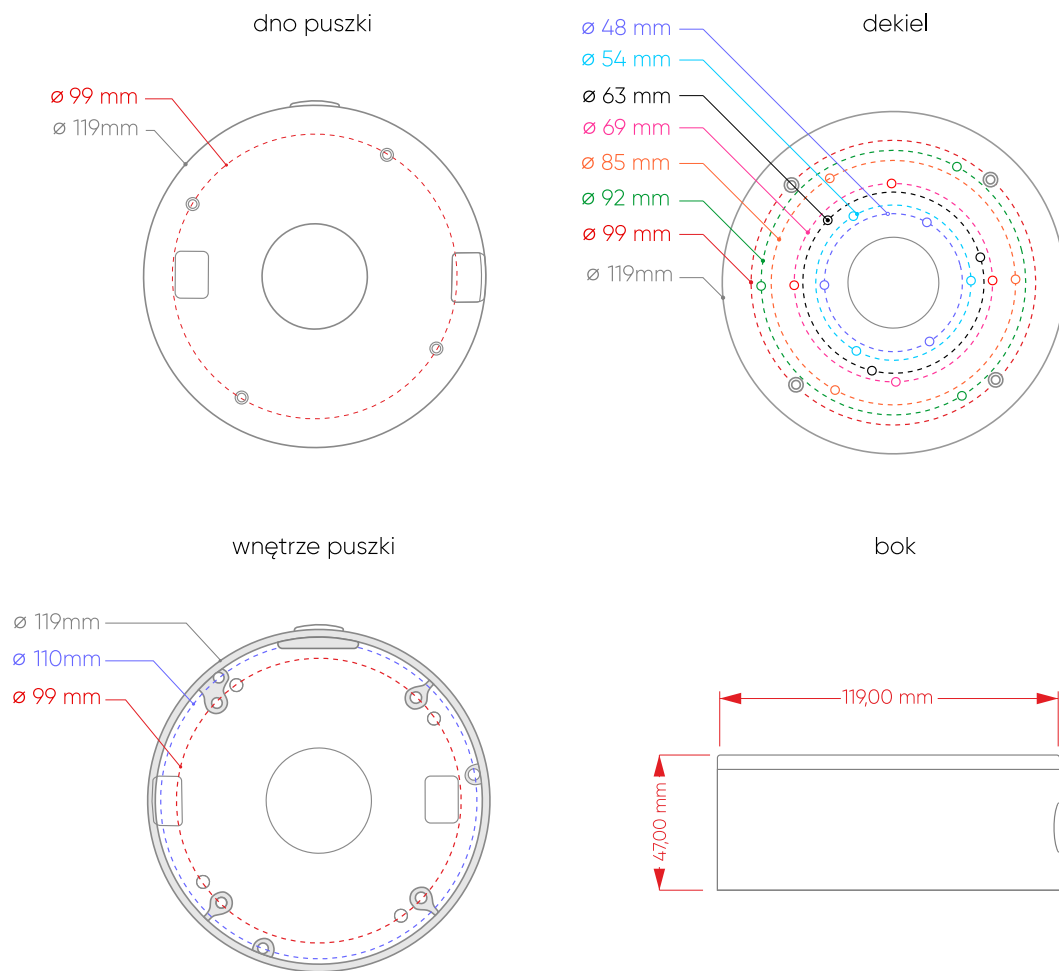 dno puszki
ø 99 mm
ø 119mm
dekiel
ø 48 mm
ø 54 mm
ø 63 mm
ø 69 mm
ø 85 mm
ø 92 mm
ø 99 mm
ø 119mm
wnętrze puszki
ø 119mm
ø 110mm
ø 99 mm
bok
119,00 mm
47,00 mm